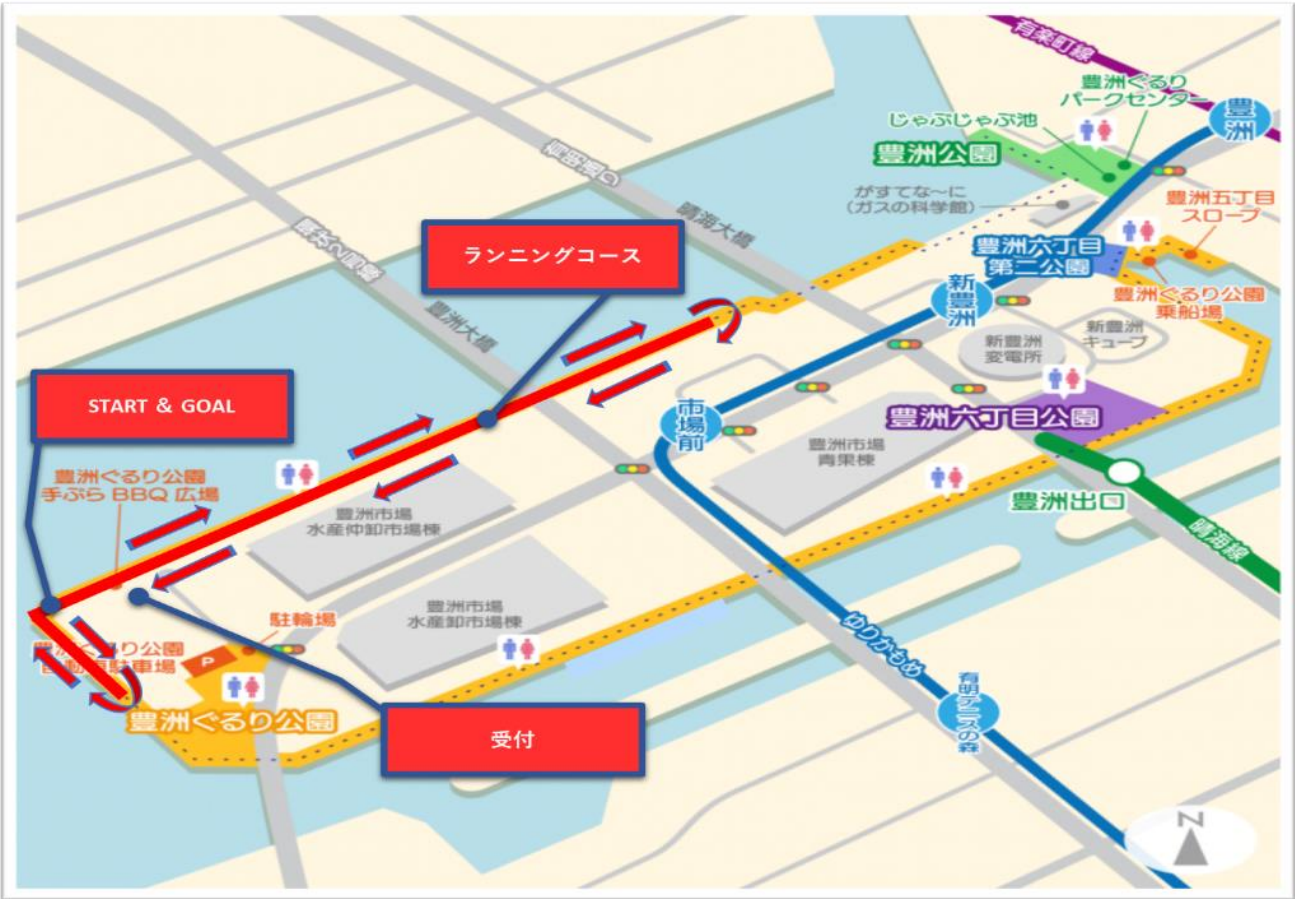 有楽町線
豊洲ぐるり
パークセンター
豊洲
じゃぶじゃぶ池
豊洲公園
がすてな〜に
(ガスの科学館)
豊洲五丁目
スロープ
有明通り
晴海大橋
環状2号線
豊洲大橋
ランニングコース
豊洲六丁目
第二公園
新豊洲
豊洲ぐるり公園
乗船場
新豊洲
キューブ
新豊洲
変電所
START & GOAL
市場前
豊洲六丁目公園
豊洲市場
青果棟
豊洲ぐるり公園
手ぶら BBQ 広場
豊洲市場
水産仲卸市場棟
豊洲出口
晴海線
豊洲市場
水産卸市場棟
駐輪場
ゆりかもめ
P
豊洲ぐるり公園
有明テニスの森
受付
N